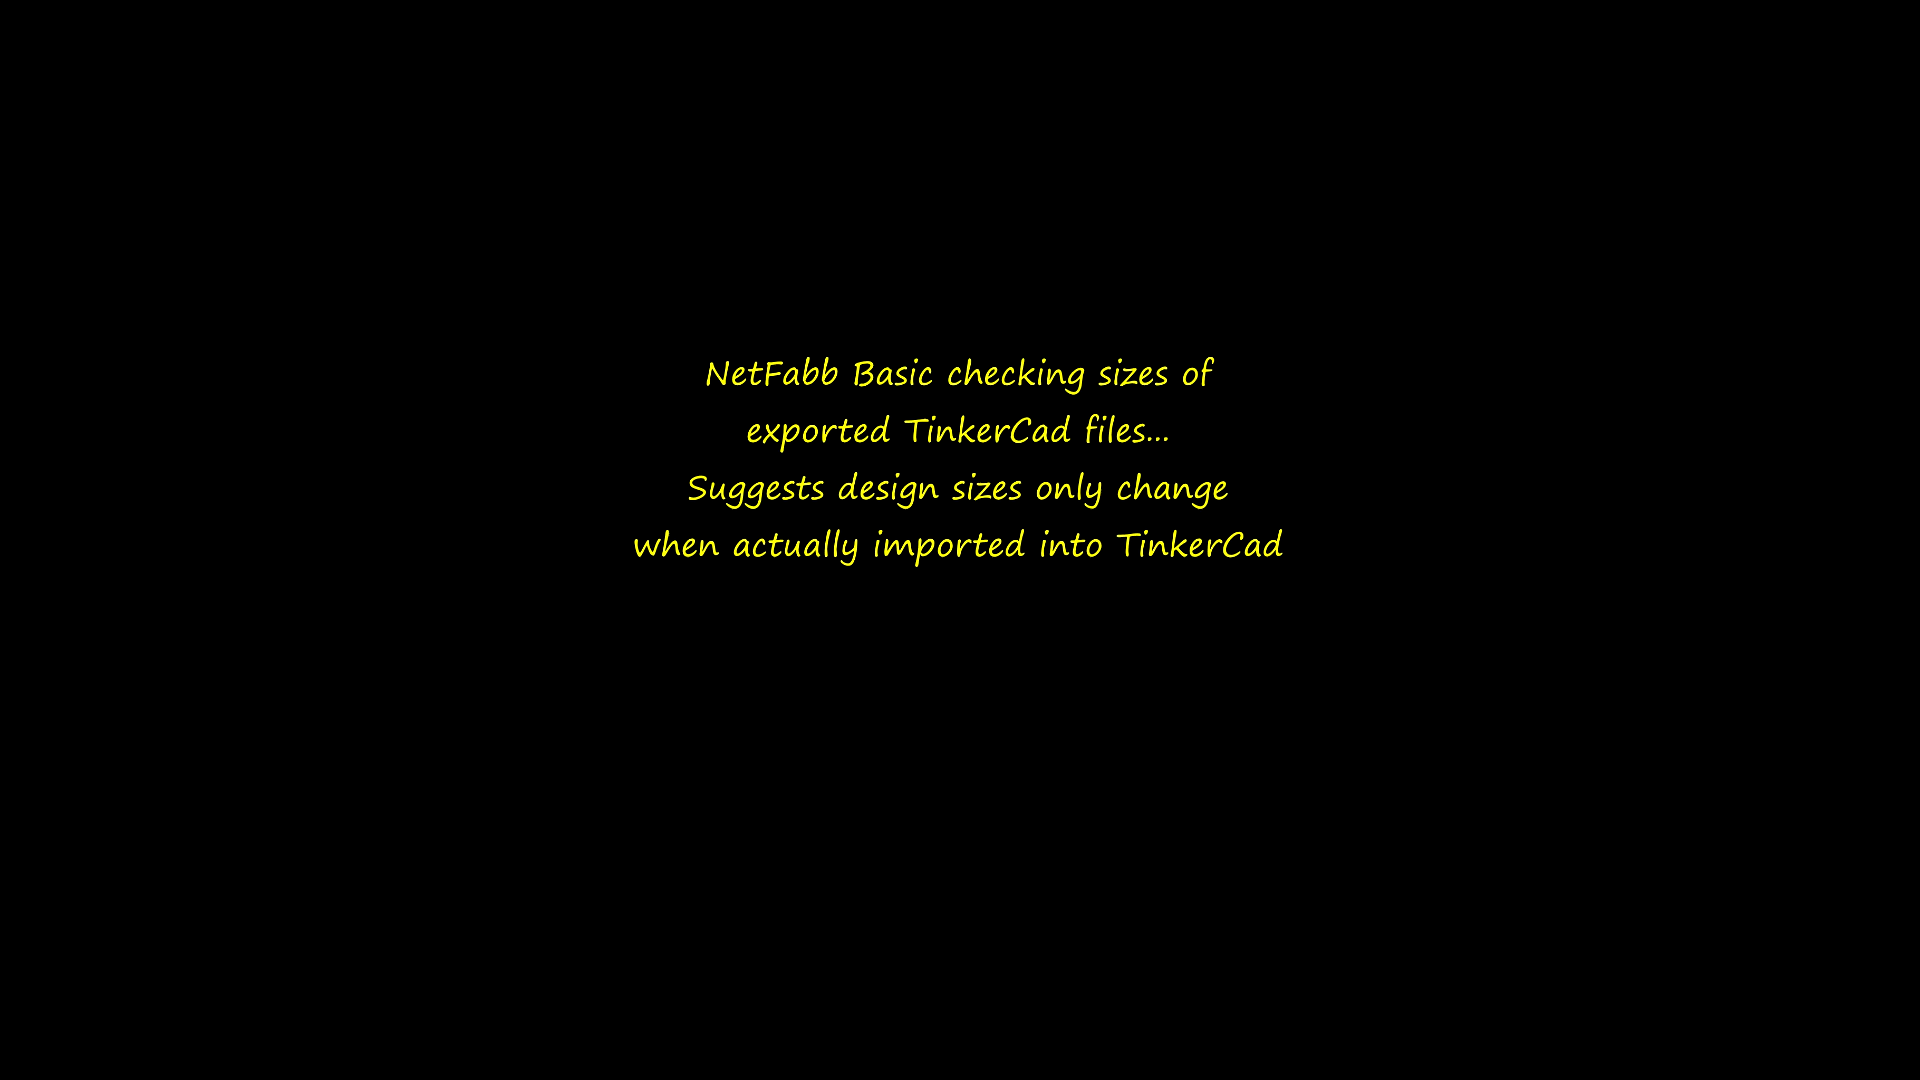 NetFabb Basic checking sizes of
exported TinkerCad files...
Suggests design sizes only change
when actually imported into TinkerCad